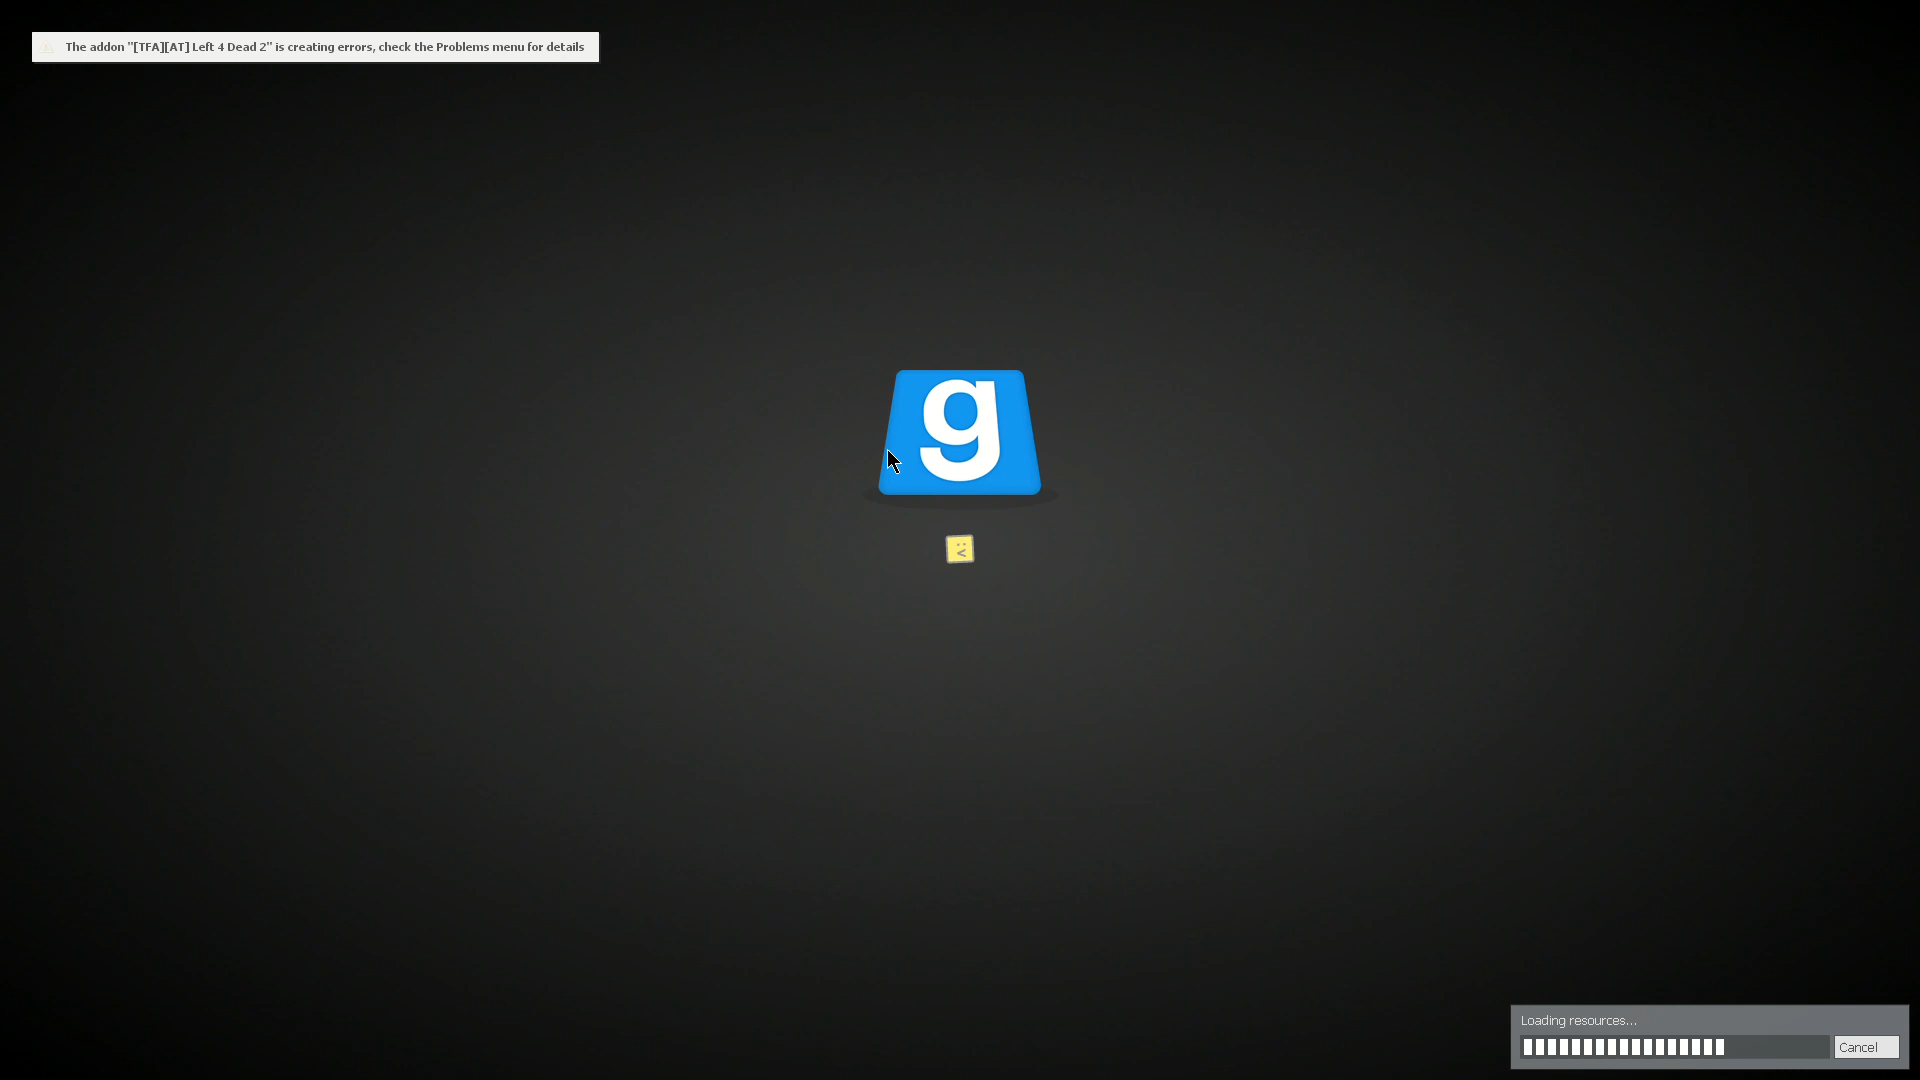 The addon "[TFA][AT] Left 4 Dead 2" is creating errors, check the Problems menu for details
g
:<
Loading resources...
Cancel